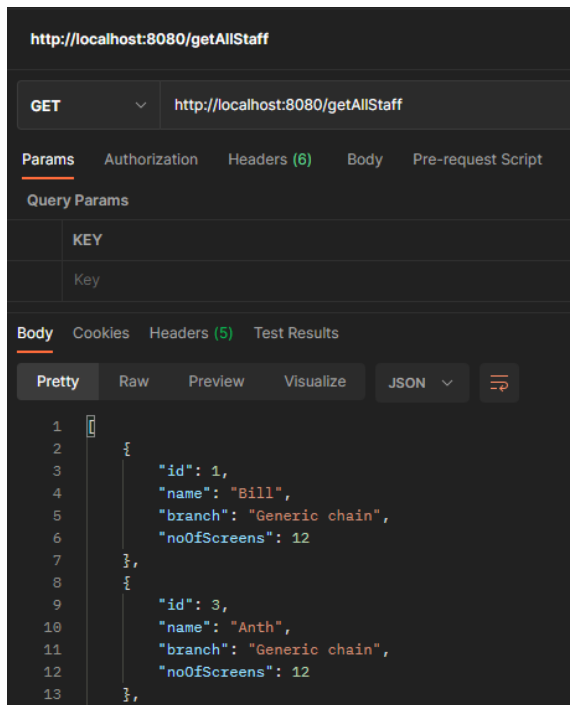 http://localhost:8080/getAllStaff
GET http://localhost:8080/getAllStaff
Params Authorization Headers (6) Body Pre-request Script
Query Params
KEY
Key
Body Cookies Headers (5) Test Results
Pretty Raw Preview Visualize JSON
1 [
2 {
3 "id": 1,
4 "name": "Bill",
5 "branch": "Generic chain",
6 "noOfScreens": 12
7 },
8 {
9 "id": 3,
10 "name": "Anth",
11 "branch": "Generic chain",
12 "noOfScreens": 12
13 },